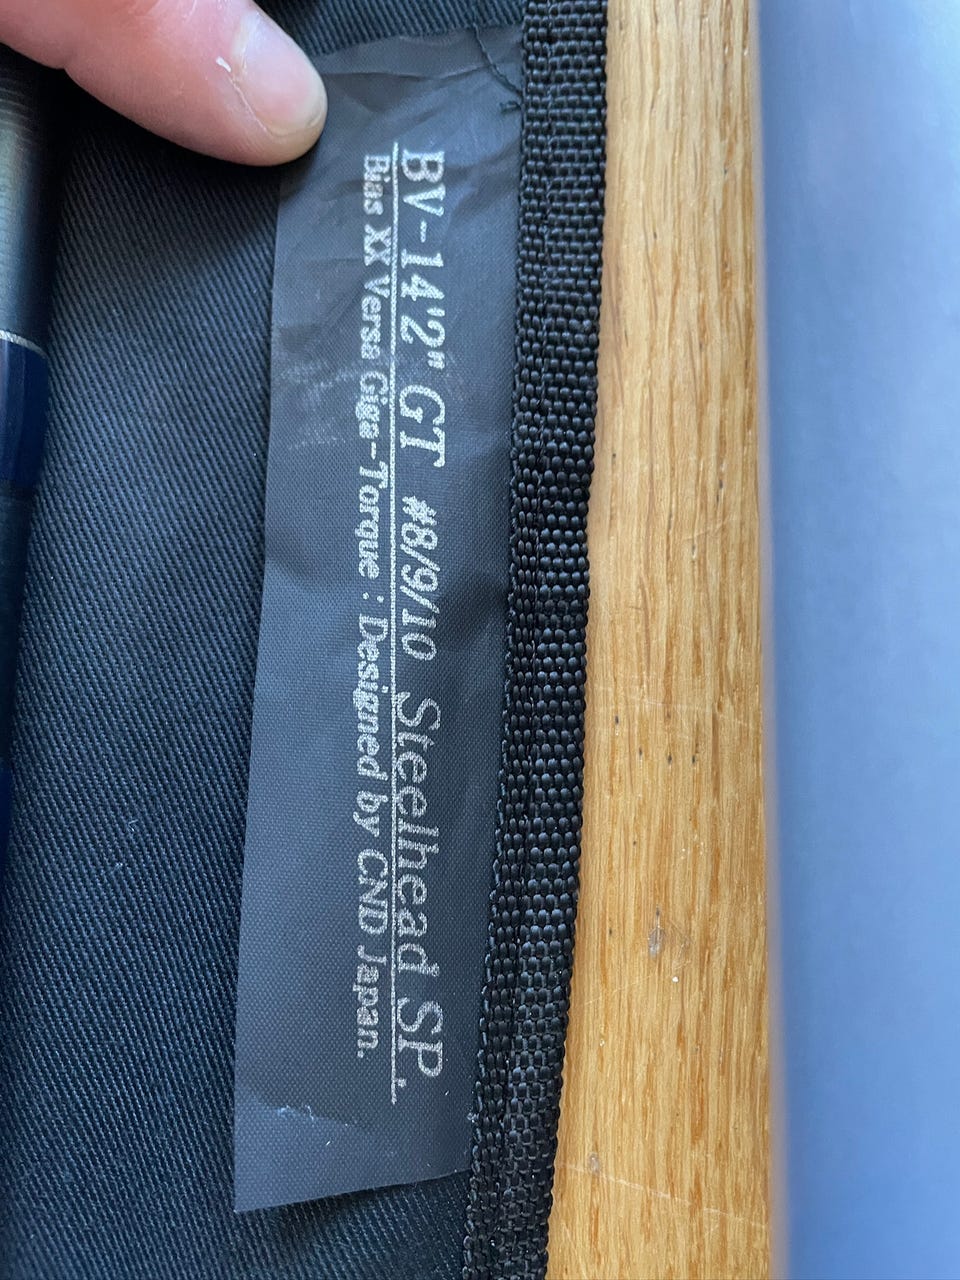 BV-14'2" GT #8/9/10 Steelhead SP.
Bias XX Versa Giga-Torque : Designed by CND Japan.